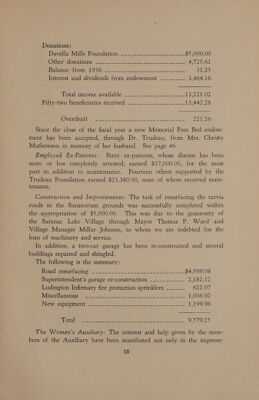 Donations:
Davella Mills Foundation ........ $5,000.00
Other donations ........ 4,725.61
Balance from 1936 ........ 31.25
Interest and dividends from endowment ........ 3,464.16
Total income available ........ 13,221.02
Fifty-two beneficiaries received ........ 13,442.28
Overdraft ........ 221.26
Since the close of the fiscal year a new Memorial Free Bed endow-
ment has been accepted, through Dr. Trudeau, from Mrs. Christy
Mathewson in memory of her husband. See page 46.
Employed Ex-Patients: Sixty ex-patients, whose disease has been
more or less completely arrested, earned $37,000.00, for the most
part in addition to maintenance. Fourteen others supported by the
Trudeau Foundation earned $23,380.00, none of whom received main-
tenance.
Construction and Improvements: The task of resurfacing the tarvia
roads in the Sanatorium grounds was successfully completed within
the appropriation of $5,000.00. This was due to the generosity of
the Saranac Lake Village through Mayor Thomas P. Ward and
Village Manager Millar Johnson, to whom we are indebted for the
loan of machinery and service.
In addition, a two-car garage has been re-constructed and several
buildings repaired and shingled.
The following is the summary:
Road resurfacing ........ $4,569.08
Superintendent's garage re-construction ........ 2,182.12
Ludington Infirmary fire protection sprinklers ........ 622.07
Miscellaneous ........ 1,006.02
New equipment ........ 1,199.96
Total ........ 9,579.25
The Women's Auxiliary: The interest and help given by the mem-
bers of the Auxiliary have been manifested not only in the improve-